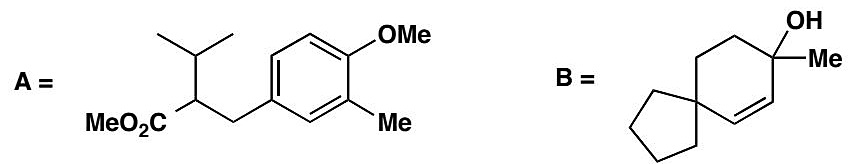 A =
MeO₂C
OMe
Me
B =
OH
Me